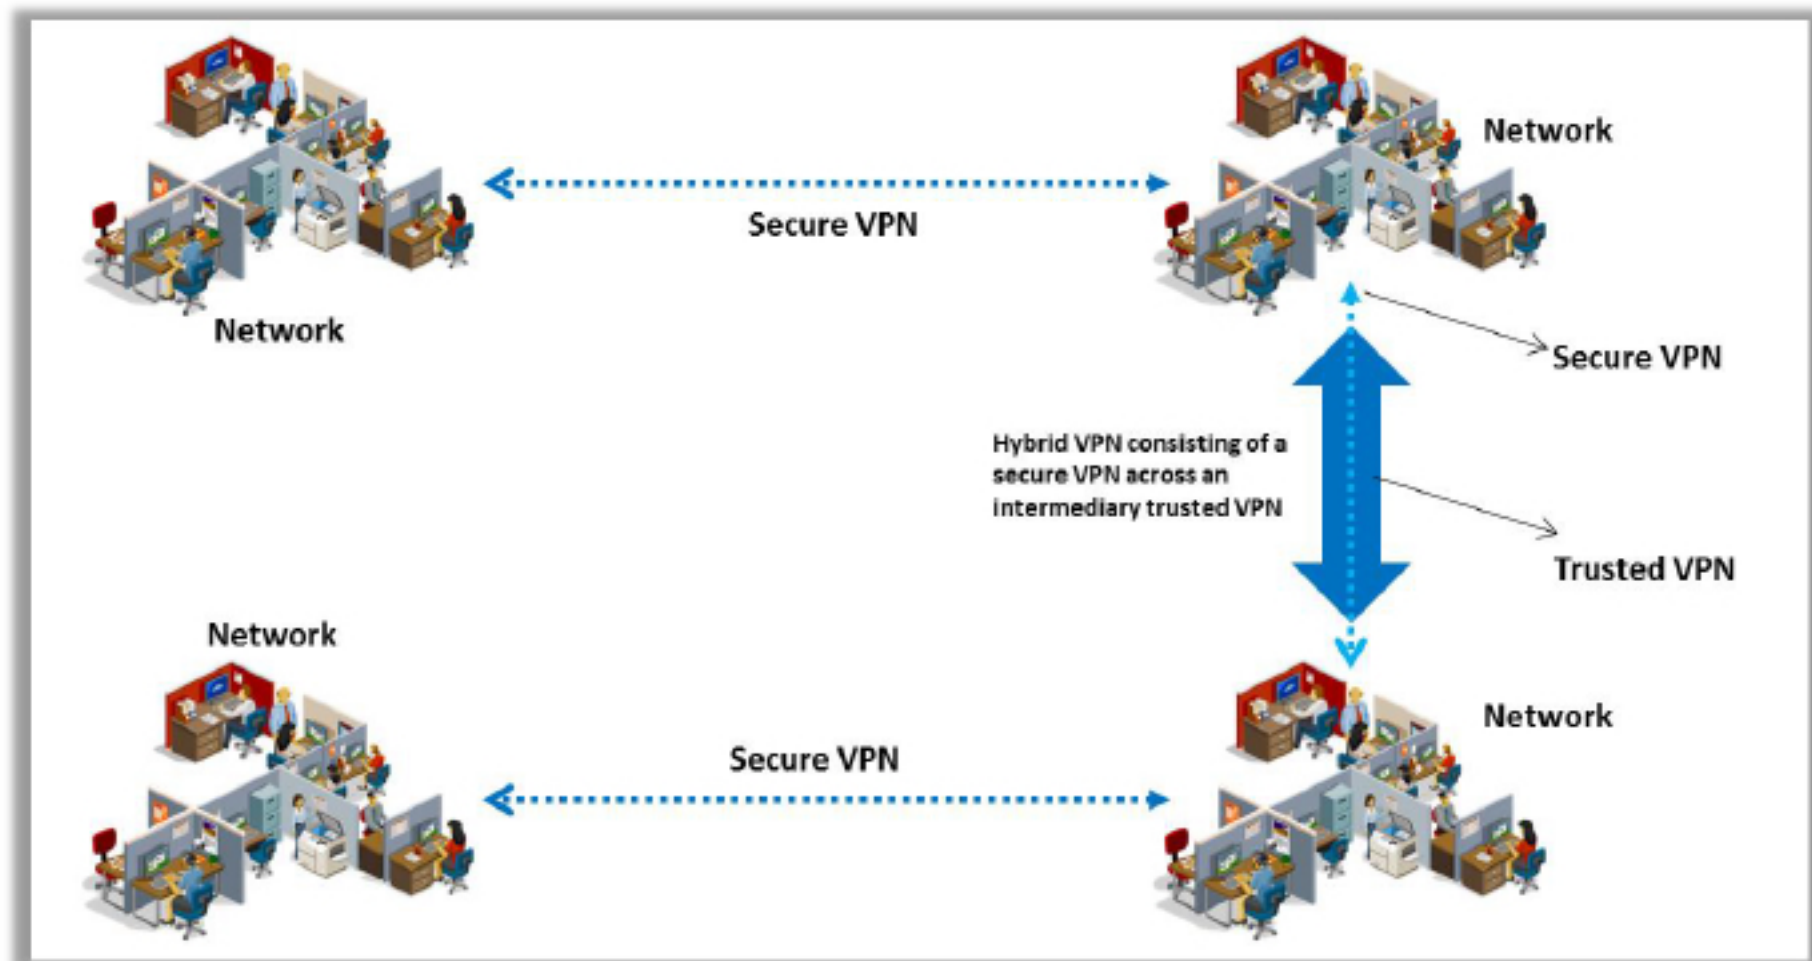 Network
Secure VPN
Network
Secure VPN
Hybrid VPN consisting of a
secure VPN across an
intermediary trusted VPN
Trusted VPN
Network
Secure VPN
Network